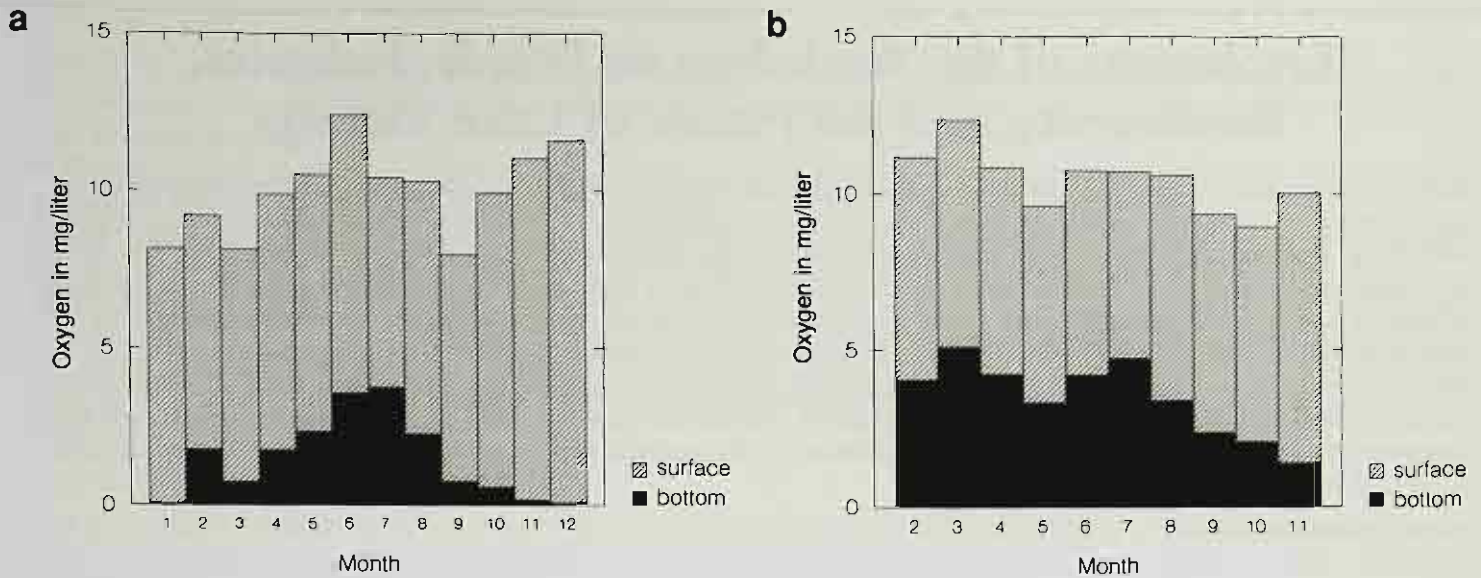 a
15
10
5
0
Oxygen in mg/liter
1 2 3 4 5 6 7 8 9 10 11 12
Month
surface
bottom
b
15
10
5
0
Oxygen in mg/liter
2 3 4 5 6 7 8 9 10 11
Month
surface
bottom